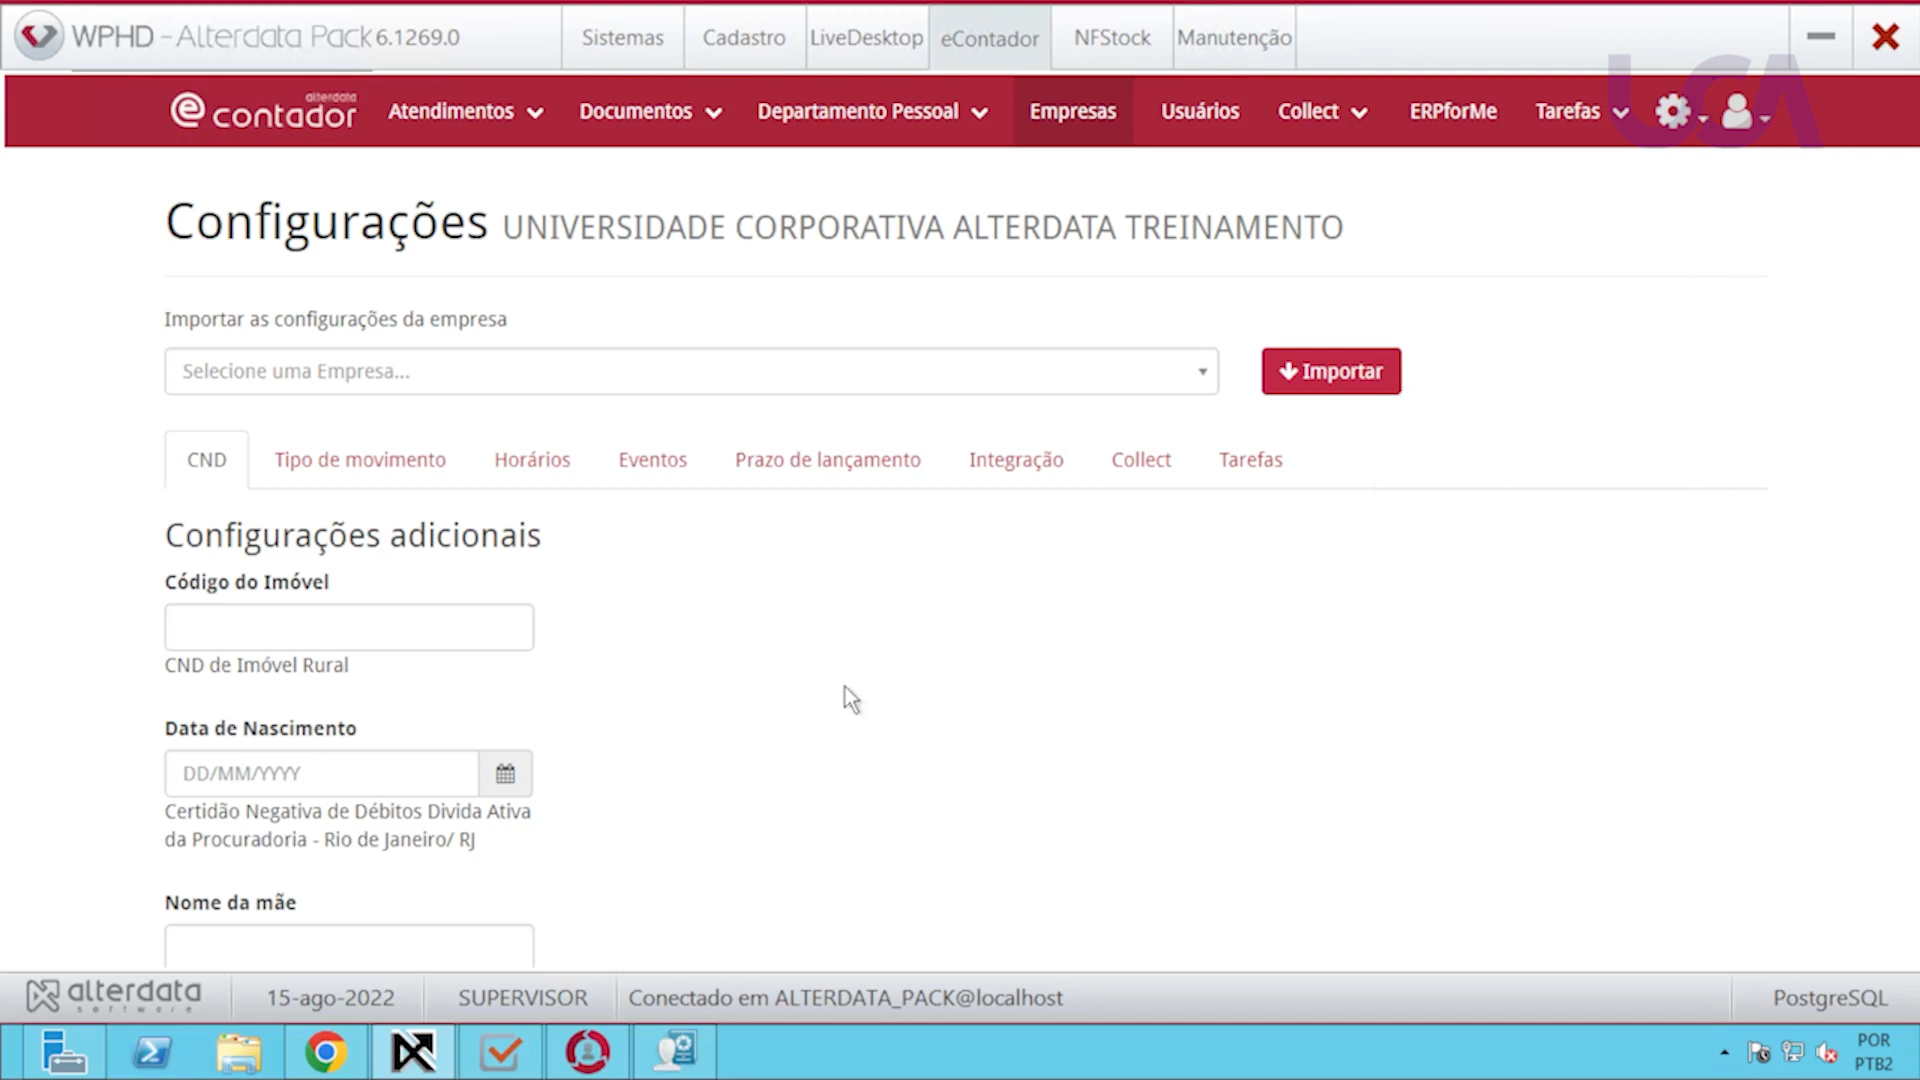 WPHD - Alterdata Pack 6.1269.0
Sistemas
Cadastro
LiveDesktop
eContador
NFStock
Manutenção
UCA
e contador alterdata
Atendimentos
Documentos
Departamento Pessoal
Empresas
Usuários
Collect
ERPforMe
Tarefas
Configurações UNIVERSIDADE CORPORATIVA ALTERDATA TREINAMENTO
Importar as configurações da empresa
Selecione uma Empresa...
Importar
CND
Tipo de movimento
Horários
Eventos
Prazo de lançamento
Integração
Collect
Tarefas
Configurações adicionais
Código do Imóvel
CND de Imóvel Rural
Data de Nascimento
DD/MM/YYYY
Certidão Negativa de Débitos Divida Ativa
da Procuradoria - Rio de Janeiro/ RJ
Nome da mãe
alterdata
software
15-ago-2022
SUPERVISOR
Conectado em ALTERDATA_PACK@localhost
PostgreSQL
POR
PTB2